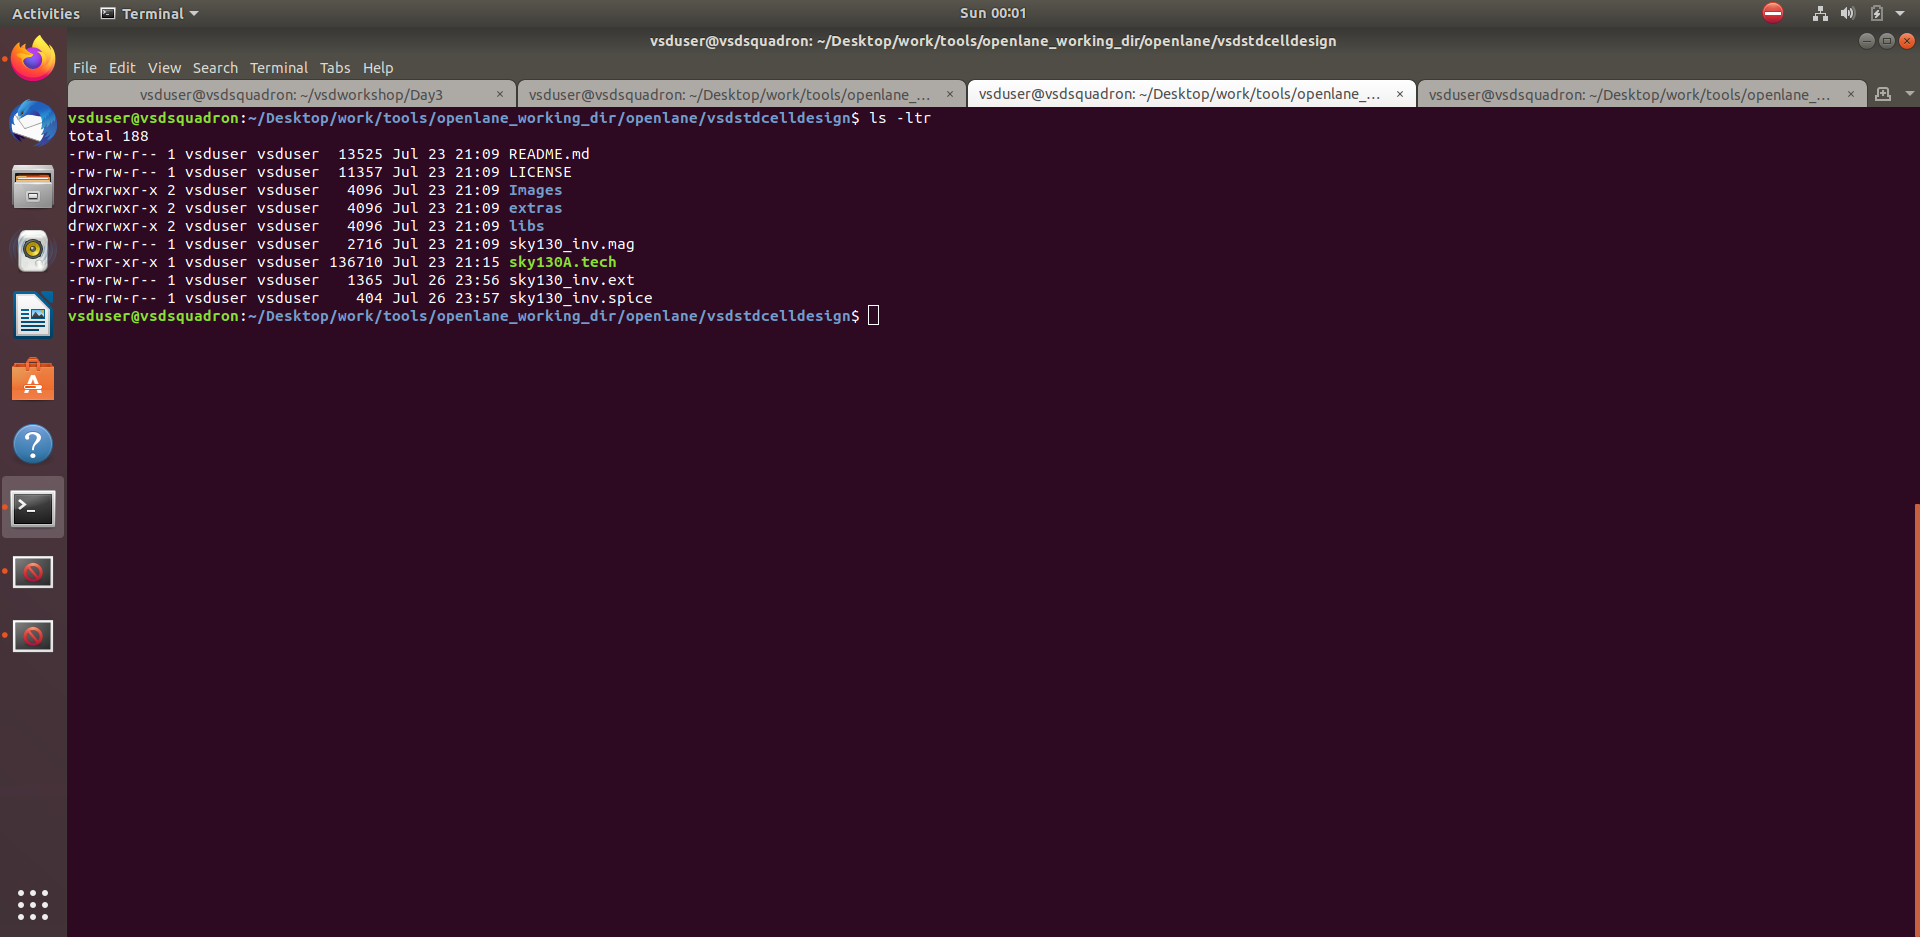 Activities Terminal Sun 00:01
vsduser@vsdsquadron: ~/Desktop/work/tools/openlane_working_dir/openlane/vsdstdcelldesign
File Edit View Search Terminal Tabs Help
vsduser@vsdsquadron: ~/vsdworkshop/Day3 × vsduser@vsdsquadron: ~/Desktop/work/tools/openlane_... × vsduser@vsdsquadron: ~/Desktop/work/tools/openlane_... × vsduser@vsdsquadron: ~/Desktop/work/tools/openlane_... ×
vsduser@vsdsquadron:~/Desktop/work/tools/openlane_working_dir/openlane/vsdstdcelldesign$ ls -ltr
total 188
-rw-rw-r-- 1 vsduser vsduser  13525 Jul 23 21:09 README.md
-rw-rw-r-- 1 vsduser vsduser  11357 Jul 23 21:09 LICENSE
drwxrwxr-x 2 vsduser vsduser   4096 Jul 23 21:09 Images
drwxrwxr-x 2 vsduser vsduser   4096 Jul 23 21:09 extras
drwxrwxr-x 2 vsduser vsduser   4096 Jul 23 21:09 libs
-rw-rw-r-- 1 vsduser vsduser   2716 Jul 23 21:09 sky130_inv.mag
-rwxr-xr-x 1 vsduser vsduser 136710 Jul 23 21:15 sky130A.tech
-rw-rw-r-- 1 vsduser vsduser   1365 Jul 26 23:56 sky130_inv.ext
-rw-rw-r-- 1 vsduser vsduser    404 Jul 26 23:57 sky130_inv.spice
vsduser@vsdsquadron:~/Desktop/work/tools/openlane_working_dir/openlane/vsdstdcelldesign$